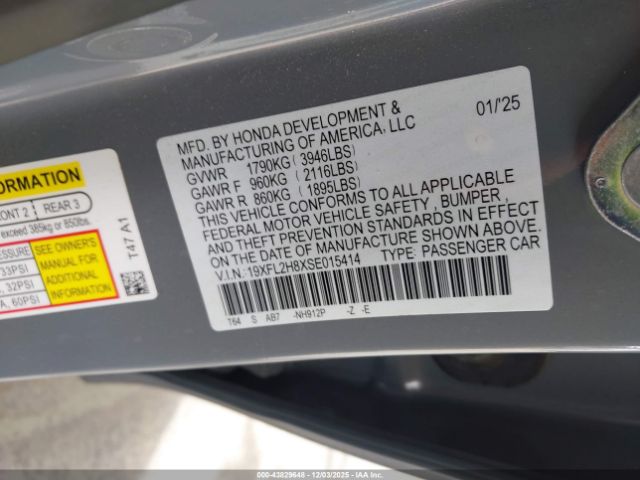 MFD. BY HONDA DEVELOPMENT & 01/'25
MANUFACTURING OF AMERICA, LLC
GVWR 1790KG ( 3946LBS)
GAWR F 960KG ( 2116LBS)
GAWR R 860KG ( 1895LBS)
THIS VEHICLE CONFORMS TO ALL APPLICABLE
FEDERAL MOTOR VEHICLE SAFETY , BUMPER ,
AND THEFT PREVENTION STANDARDS IN EFFECT
ON THE DATE OF MANUFACTURE SHOWN ABOVE.
V.I.N: 19XFL2H8XSE015414 TYPE: PASSENGER CAR
T64 S AB7 -NH912P -Z -E
FORMATION
ONT 2 REAR 3
exceed 385kg or 850lbs.
SSURE
33PSI
, 32PSI
A, 60PSI
SEE OWNER'S
MANUAL FOR
ADDITIONAL
INFORMATION
T47 A1
000-43829648 - 12/03/2025 - IAA Inc.